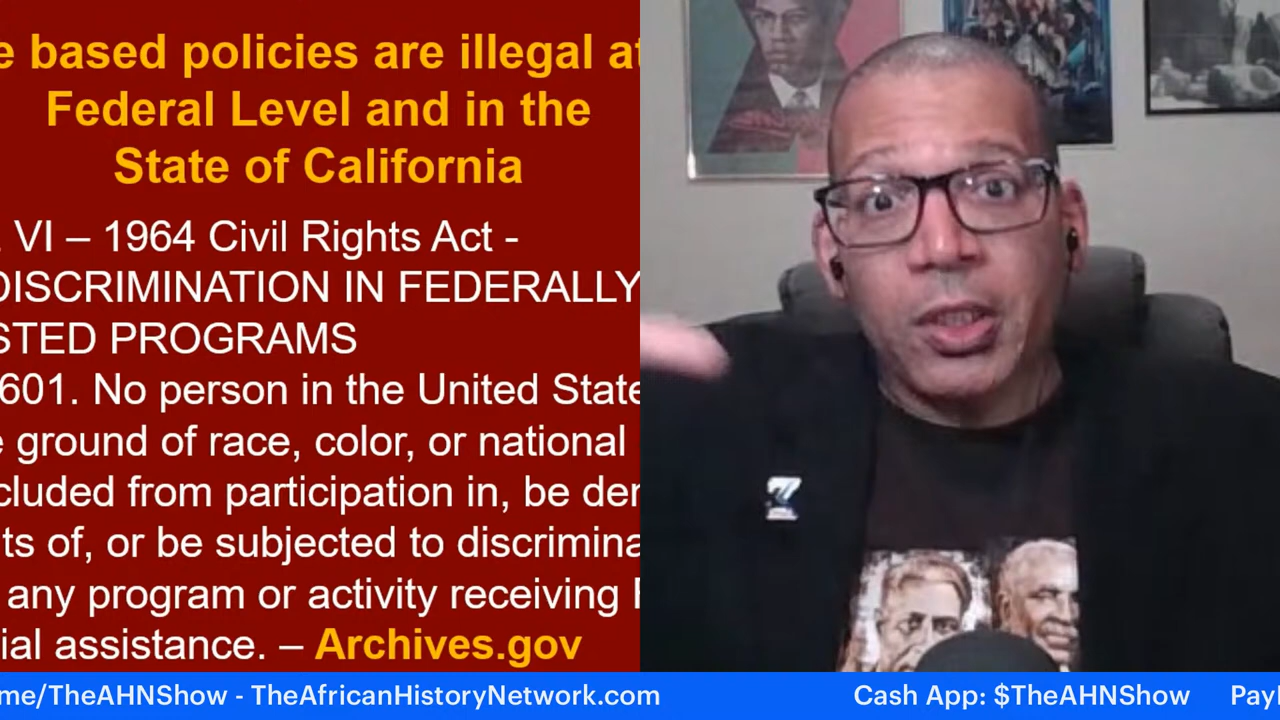 e based policies are illegal at
Federal Level and in the
State of California
VI – 1964 Civil Rights Act -
DISCRIMINATION IN FEDERALLY
STED PROGRAMS
601. No person in the United State
e ground of race, color, or national
cluded from participation in, be der
ts of, or be subjected to discrimina
any program or activity receiving F
ial assistance. – Archives.gov
me/TheAHNShow - TheAfricanHistoryNetwork.com Cash App: $TheAHNShow PayI